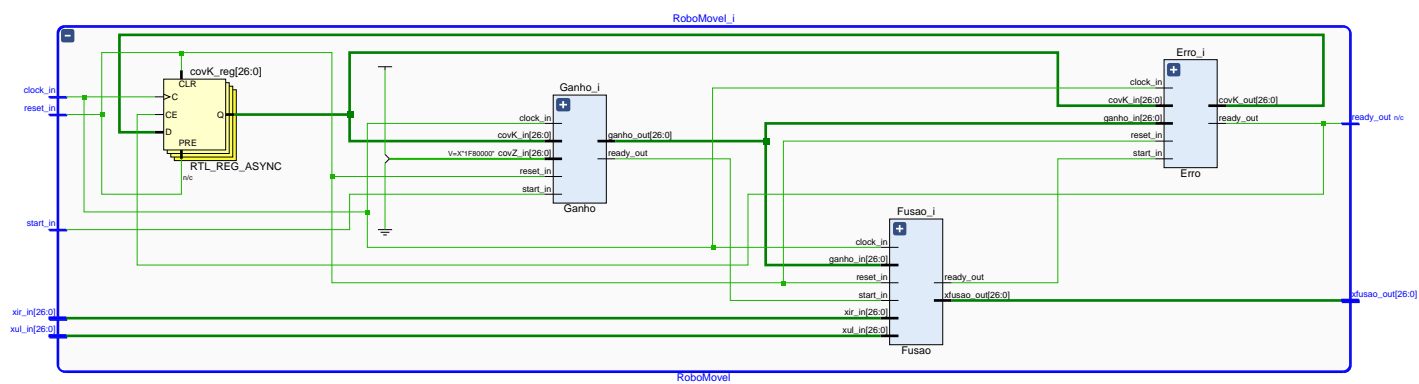 RoboMovel_i
clock_in
reset_in
start_in
xir_in[26:0]
xul_in[26:0]
covK_reg[26:0]
CLR
C
CE
D
Q
PRE
RTL_REG_ASYNC
n/c
Ganho_i
clock_in
covK_in[26:0]
V=X"1F80000" covZ_in[26:0]
reset_in
start_in
ganho_out[26:0]
ready_out
Ganho
Fusao_i
clock_in
ganho_in[26:0]
reset_in
start_in
xir_in[26:0]
xul_in[26:0]
ready_out
xfusao_out[26:0]
Fusao
Erro_i
clock_in
covK_in[26:0]
ganho_in[26:0]
reset_in
start_in
covK_out[26:0]
ready_out
Erro
ready_out n/c
xfusao_out[26:0]
RoboMovel